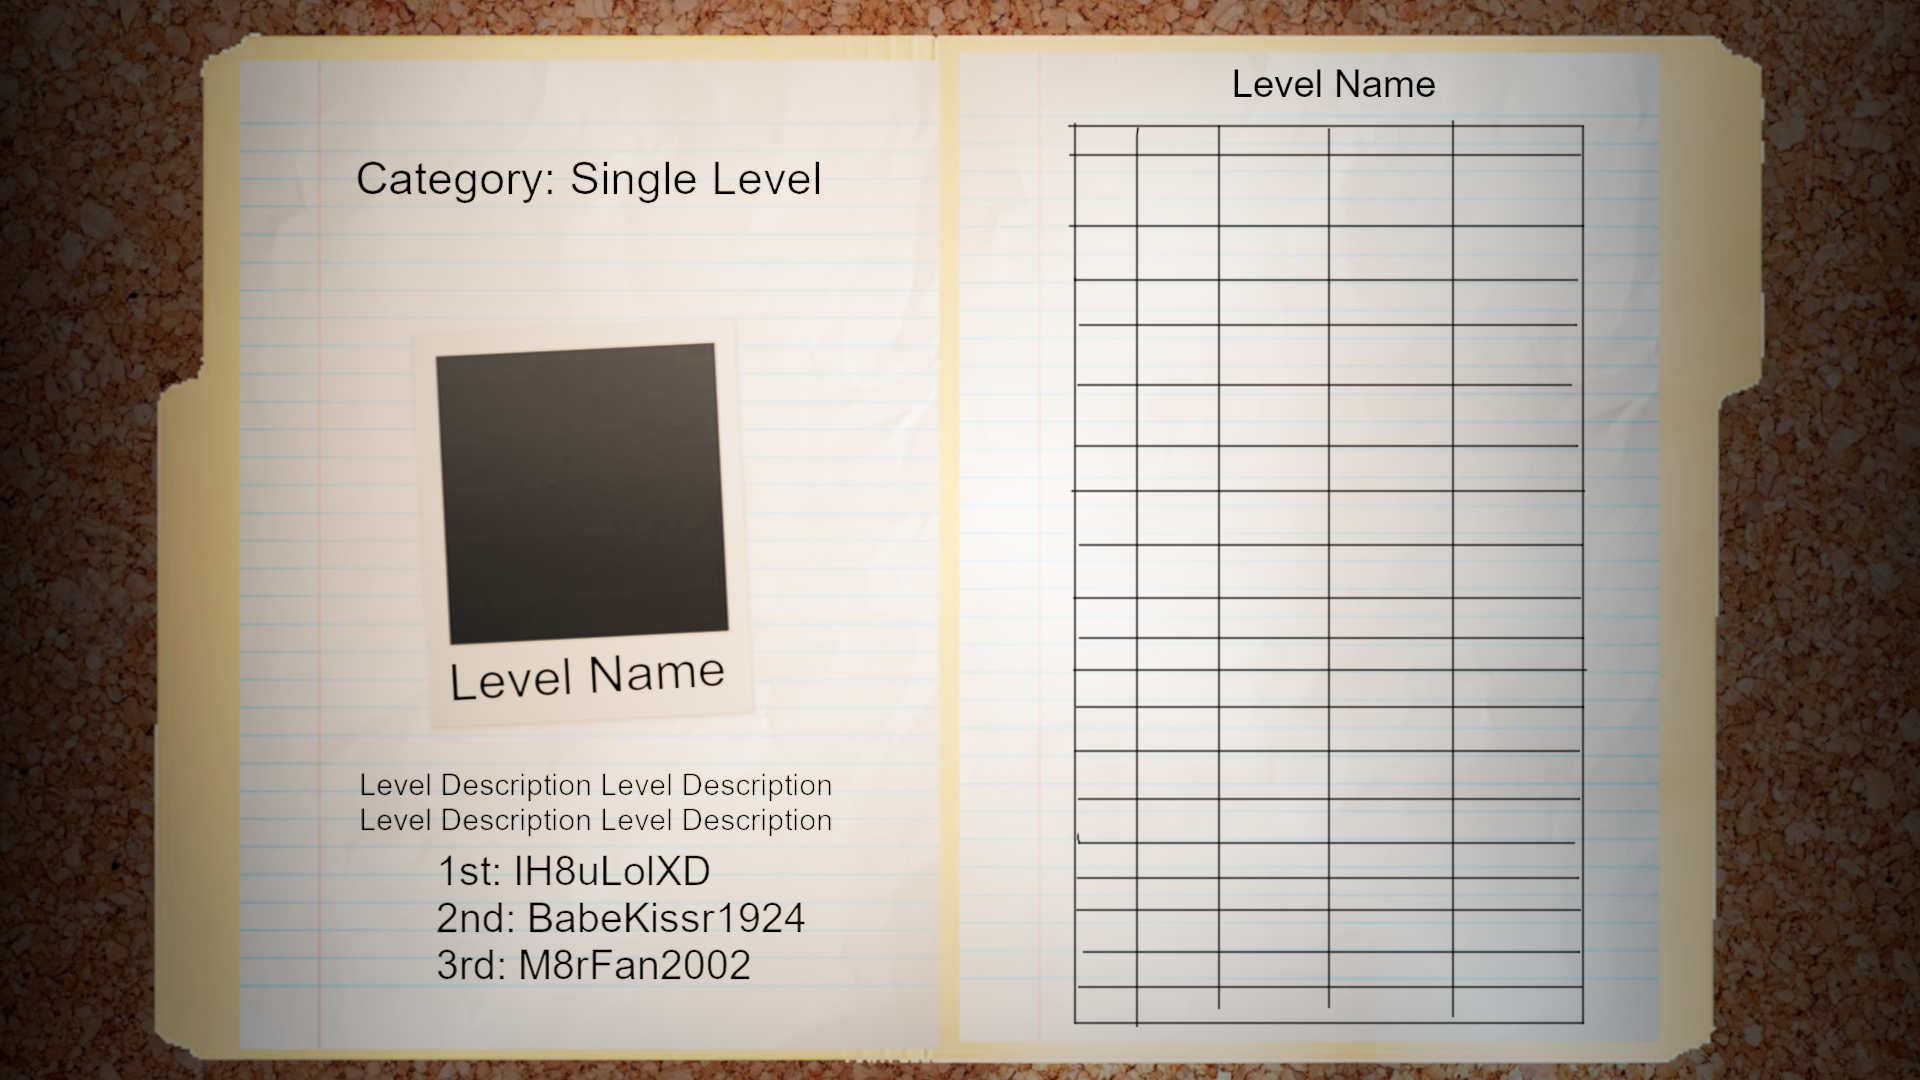 Category: Single Level
Level Name
Level Description Level Description
Level Description Level Description
1st: IH8uLolXD
2nd: BabeKissr1924
3rd: M8rFan2002
Level Name